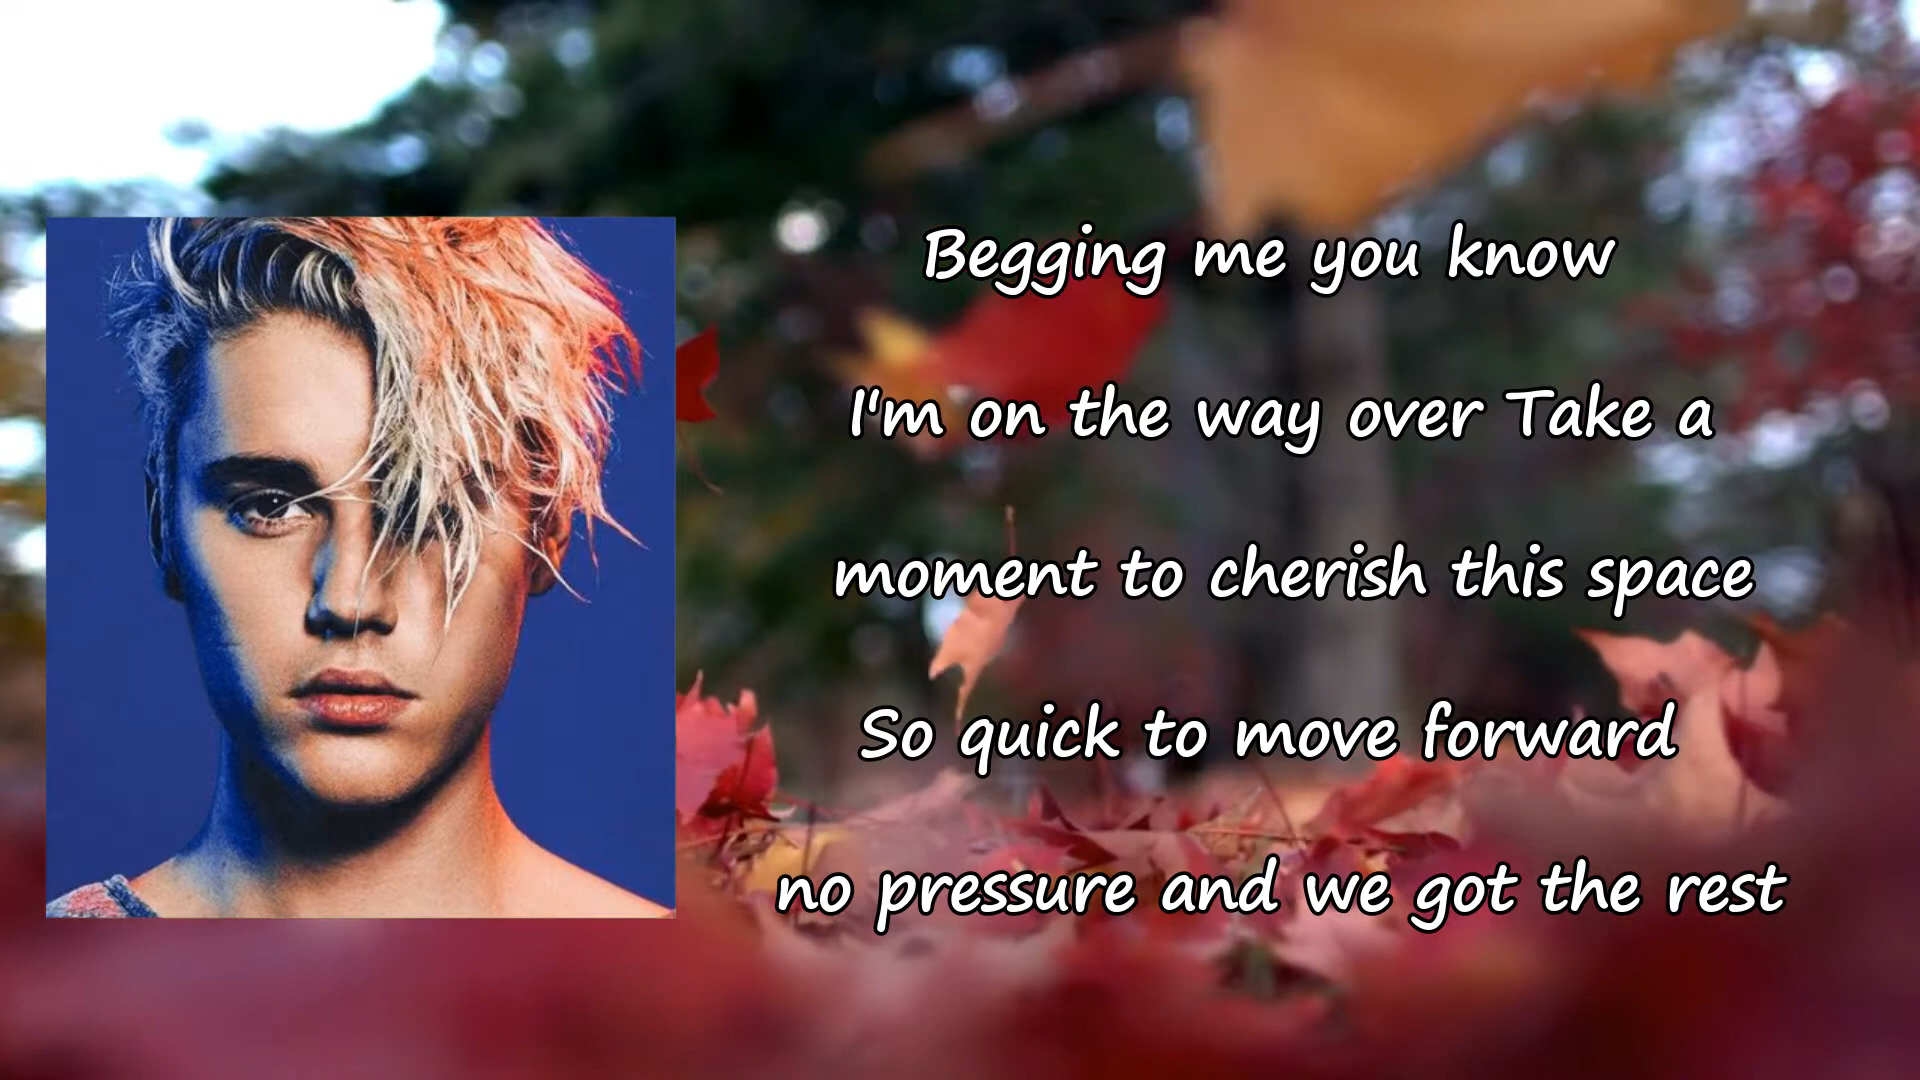 Begging me you know
I'm on the way over Take a
moment to cherish this space
So quick to move forward
no pressure and we got the rest